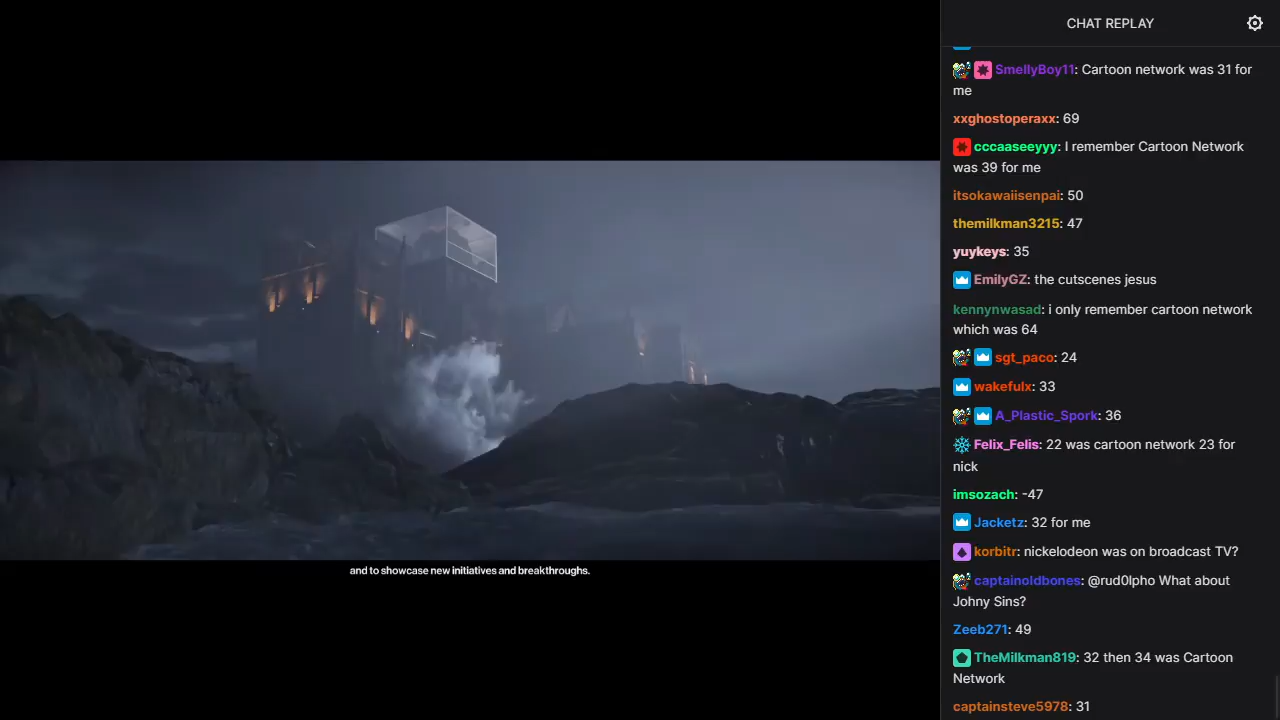 CHAT REPLAY
SmellyBoy11: Cartoon network was 31 for
me
xxghostoperaxx: 69
cccaaseeyyy: I remember Cartoon Network
was 39 for me
itsokawaiisenpai: 50
themilkman3215: 47
yuykeys: 35
EmilyGZ: the cutscenes jesus
kennynwasad: i only remember cartoon network
which was 64
sgt_paco: 24
wakefulx: 33
A_Plastic_Spork: 36
Felix_Felis: 22 was cartoon network 23 for
nick
imsozach: -47
Jacketz: 32 for me
korbitr: nickelodeon was on broadcast TV?
captainoldbones: @rud0lpho What about
Johny Sins?
Zeeb271: 49
TheMilkman819: 32 then 34 was Cartoon
Network
captainsteve5978: 31
and to showcase new initiatives and breakthroughs.